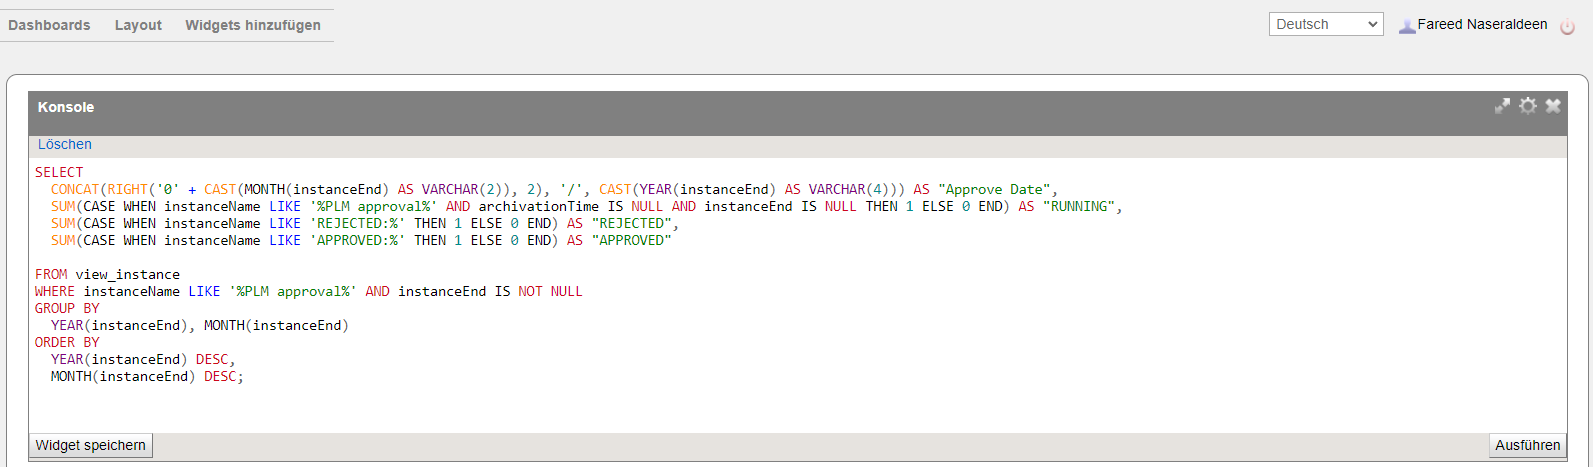 Dashboards Layout Widgets hinzufügen Deutsch Fareed Naseraldeen
Konsole
Löschen
SELECT
CONCAT(RIGHT('0' + CAST(MONTH(instanceEnd) AS VARCHAR(2)), 2), '/', CAST(YEAR(instanceEnd) AS VARCHAR(4))) AS "Approve Date",
SUM(CASE WHEN instanceName LIKE '%PLM approval%' AND archivationTime IS NULL AND instanceEnd IS NULL THEN 1 ELSE 0 END) AS "RUNNING",
SUM(CASE WHEN instanceName LIKE 'REJECTED:%' THEN 1 ELSE 0 END) AS "REJECTED",
SUM(CASE WHEN instanceName LIKE 'APPROVED:%' THEN 1 ELSE 0 END) AS "APPROVED"
FROM view_instance
WHERE instanceName LIKE '%PLM approval%' AND instanceEnd IS NOT NULL
GROUP BY
YEAR(instanceEnd), MONTH(instanceEnd)
ORDER BY
YEAR(instanceEnd) DESC,
MONTH(instanceEnd) DESC;
Widget speichern Ausführen